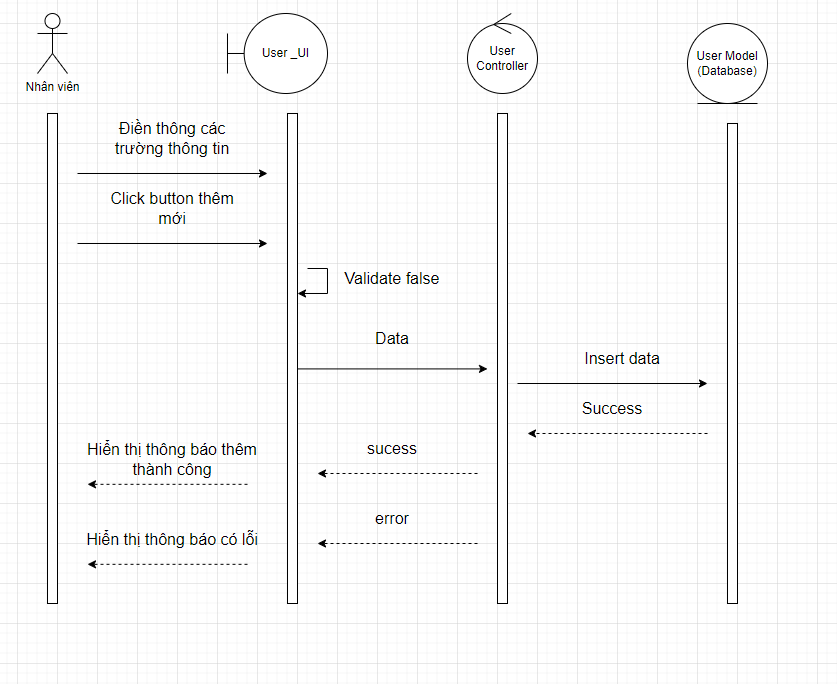 User _UI
User
Controller
User Model
(Database)
Nhân viên
Điền thông các
trường thông tin
Click button thêm
mới
Validate false
Data
Insert data
Success
Hiển thị thông báo thêm
thành công
sucess
error
Hiển thị thông báo có lỗi